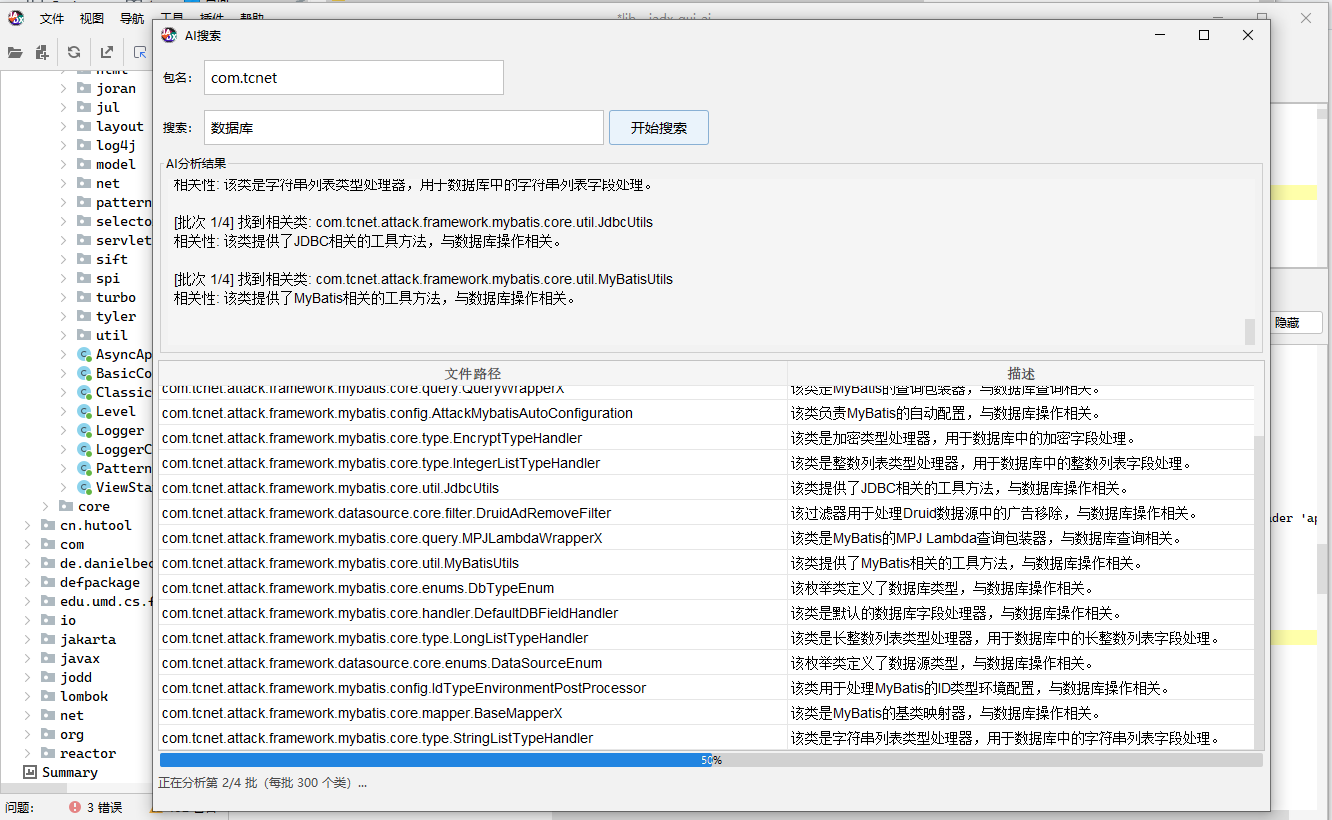 文件 视图 导航 工具 插件 帮助
*lib - jadx-gui-ai
AI搜索
包名: com.tcnet
搜索: 数据库 开始搜索
AI分析结果
相关性: 该类是字符串列表类型处理器，用于数据库中的字符串列表字段处理。
[批次 1/4] 找到相关类: com.tcnet.attack.framework.mybatis.core.util.JdbcUtils
相关性: 该类提供了JDBC相关的工具方法，与数据库操作相关。
[批次 1/4] 找到相关类: com.tcnet.attack.framework.mybatis.core.util.MyBatisUtils
相关性: 该类提供了MyBatis相关的工具方法，与数据库操作相关。
文件路径 描述
com.tcnet.attack.framework.mybatis.core.query.QueryWrapperX 该类是MyBatis的查询包装器，与数据库查询相关。
com.tcnet.attack.framework.mybatis.config.AttackMybatisAutoConfiguration 该类负责MyBatis的自动配置，与数据库操作相关。
com.tcnet.attack.framework.mybatis.core.type.EncryptTypeHandler 该类是加密类型处理器，用于数据库中的加密字段处理。
com.tcnet.attack.framework.mybatis.core.type.IntegerListTypeHandler 该类是整数列表类型处理器，用于数据库中的整数列表字段处理。
com.tcnet.attack.framework.mybatis.core.util.JdbcUtils 该类提供了JDBC相关的工具方法，与数据库操作相关。
com.tcnet.attack.framework.datasource.core.filter.DruidAdRemoveFilter 该过滤器用于处理Druid数据源中的广告移除，与数据库操作相关。
com.tcnet.attack.framework.mybatis.core.query.MPJLambdaWrapperX 该类是MyBatis的MPJ Lambda查询包装器，与数据库查询相关。
com.tcnet.attack.framework.mybatis.core.util.MyBatisUtils 该类提供了MyBatis相关的工具方法，与数据库操作相关。
com.tcnet.attack.framework.mybatis.core.enums.DbTypeEnum 该枚举类定义了数据库类型，与数据库操作相关。
com.tcnet.attack.framework.mybatis.core.handler.DefaultDBFieldHandler 该类是默认的数据库字段处理器，与数据库操作相关。
com.tcnet.attack.framework.mybatis.core.type.LongListTypeHandler 该类是长整数列表类型处理器，用于数据库中的长整数列表字段处理。
com.tcnet.attack.framework.datasource.core.enums.DataSourceEnum 该枚举类定义了数据源类型，与数据库操作相关。
com.tcnet.attack.framework.mybatis.config.IdTypeEnvironmentPostProcessor 该类用于处理MyBatis的ID类型环境配置，与数据库操作相关。
com.tcnet.attack.framework.mybatis.core.mapper.BaseMapperX 该类是MyBatis的基类映射器，与数据库操作相关。
com.tcnet.attack.framework.mybatis.core.type.StringListTypeHandler 该类是字符串列表类型处理器，用于数据库中的字符串列表字段处理。
50%
正在分析第 2/4 批（每批 300 个类）...
html
joran
jul
layout
log4j
model
net
pattern
selecto
servlet
sift
spi
turbo
tyler
util
AsyncAp
BasicCo
Classic
Level
Logger
LoggerC
Pattern
ViewSta
core
cn.hutool
com
de.danielbec
defpackage
edu.umd.cs.f
io
jakarta
javax
jodd
lombok
net
org
reactor
Summary
问题: 3 错误
隐藏
der 'ap